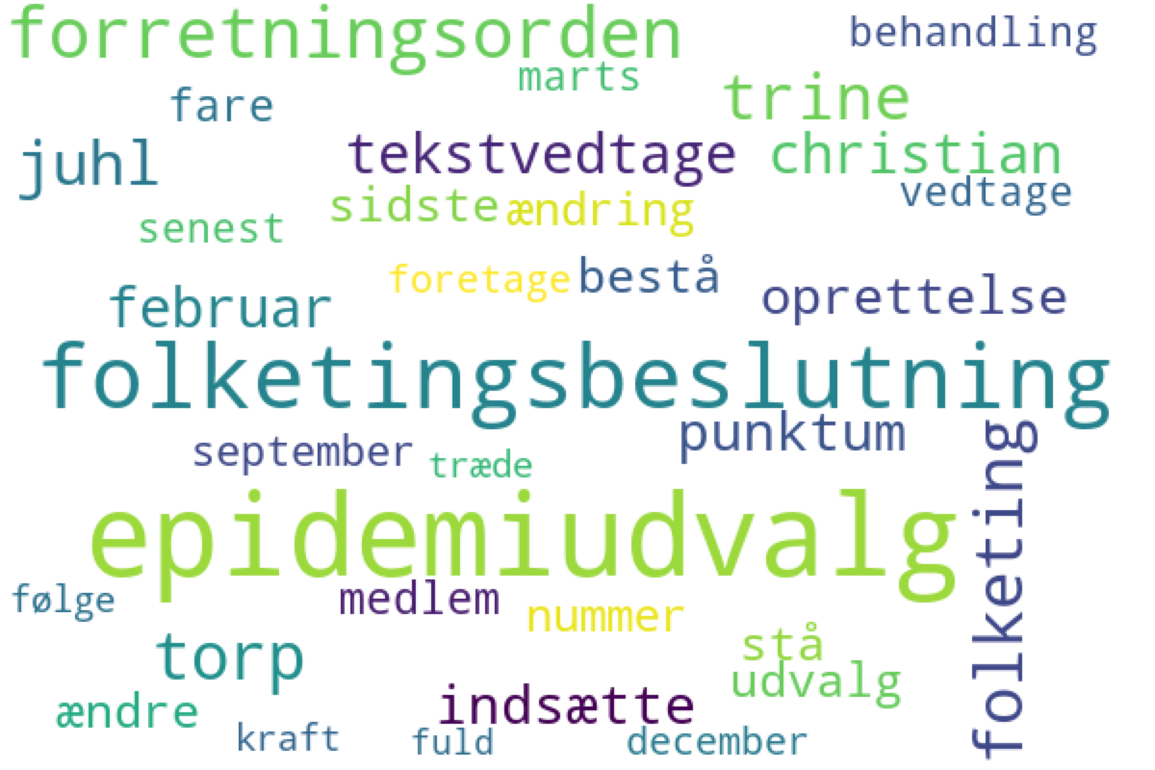 forretningsorden
behandling
marts
trine
fare
juhl
tekstvedtage
christian
vedtage
sidste
ændring
senest
foretage
bestå
februar
oprettelse
folketingsbeslutning
punktum
september
træde
folketing
epidemiudvalg
følge
medlem
nummer
stå
torp
udvalg
ændre
indsætte
kraft
fuld
december